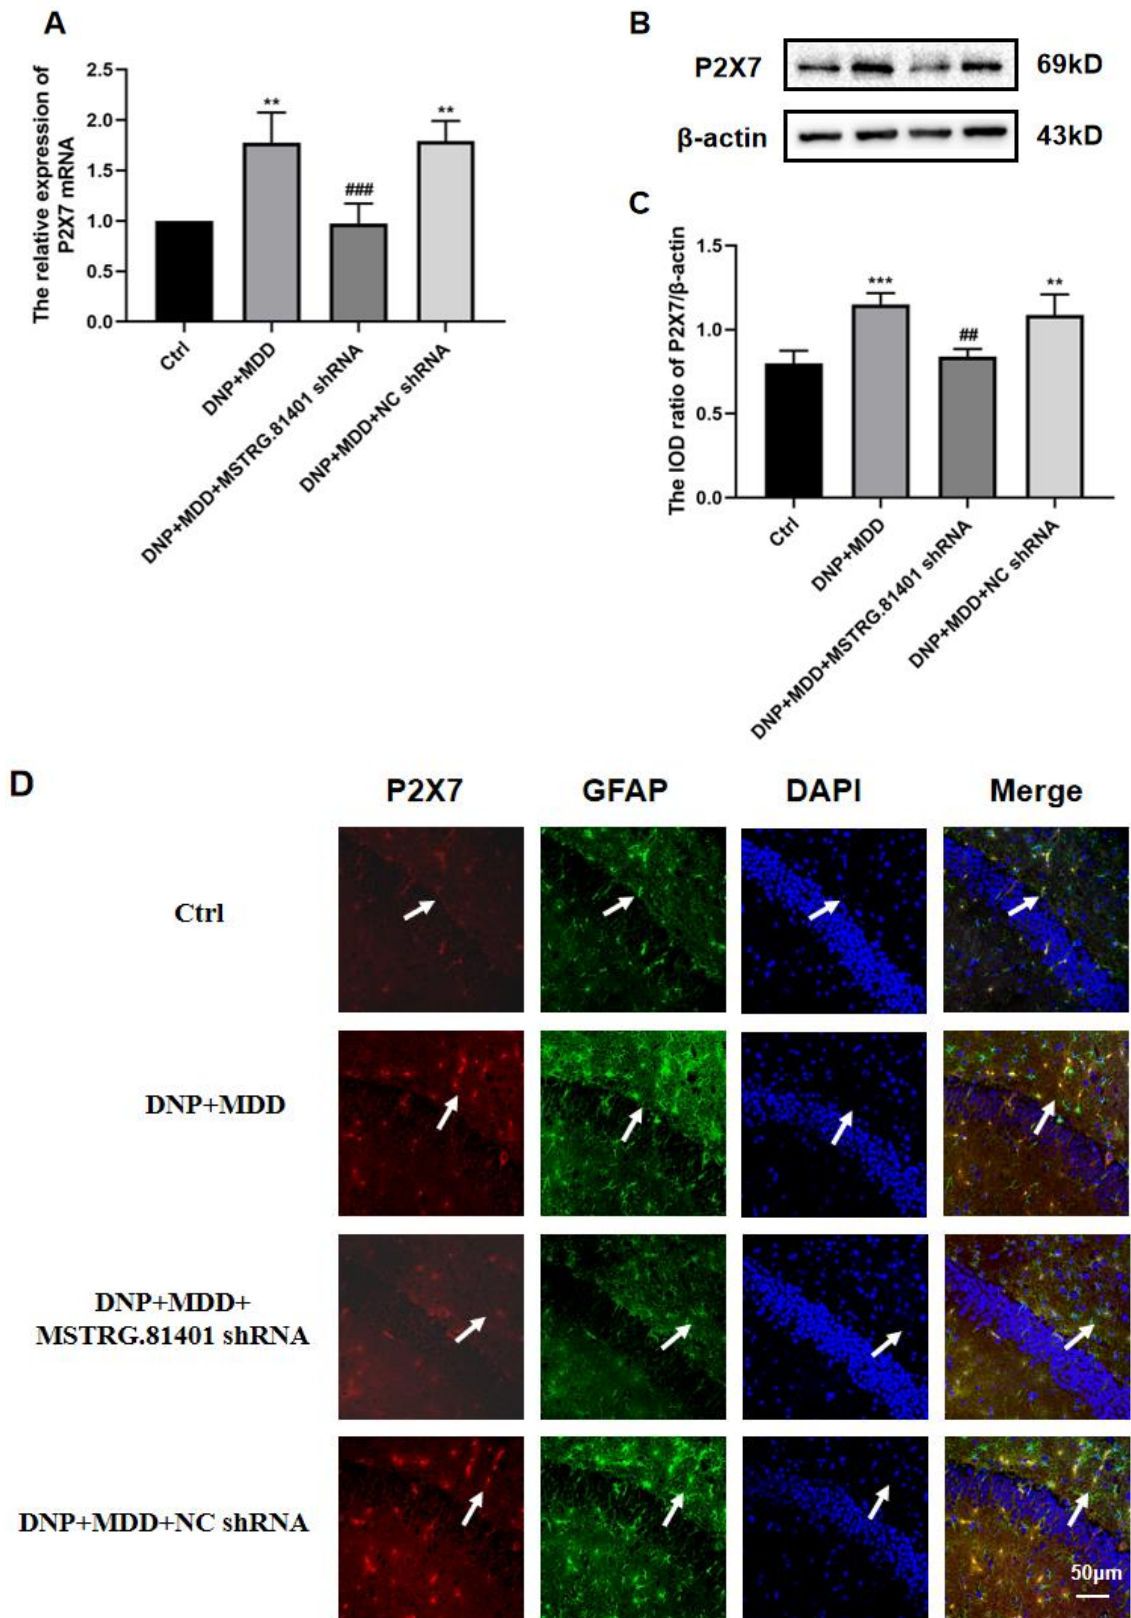 A
The relative expression of
P2X7 mRNA
2.5
2.0
1.5
1.0
0.5
0.0
**
###
**
Ctrl
DNP+MDD
DNP+MDD+MSTRG.81401 shRNA
DNP+MDD+NC shRNA
B
P2X7
69kD
β-actin
43kD
C
The IOD ratio of P2X7/β-actin
1.5
1.0
0.5
0.0
***
##
**
Ctrl
DNP+MDD
DNP+MDD+MSTRG.81401 shRNA
DNP+MDD+NC shRNA
D
P2X7 GFAP DAPI Merge
Ctrl
DNP+MDD
DNP+MDD+
MSTRG.81401 shRNA
DNP+MDD+NC shRNA
50μm